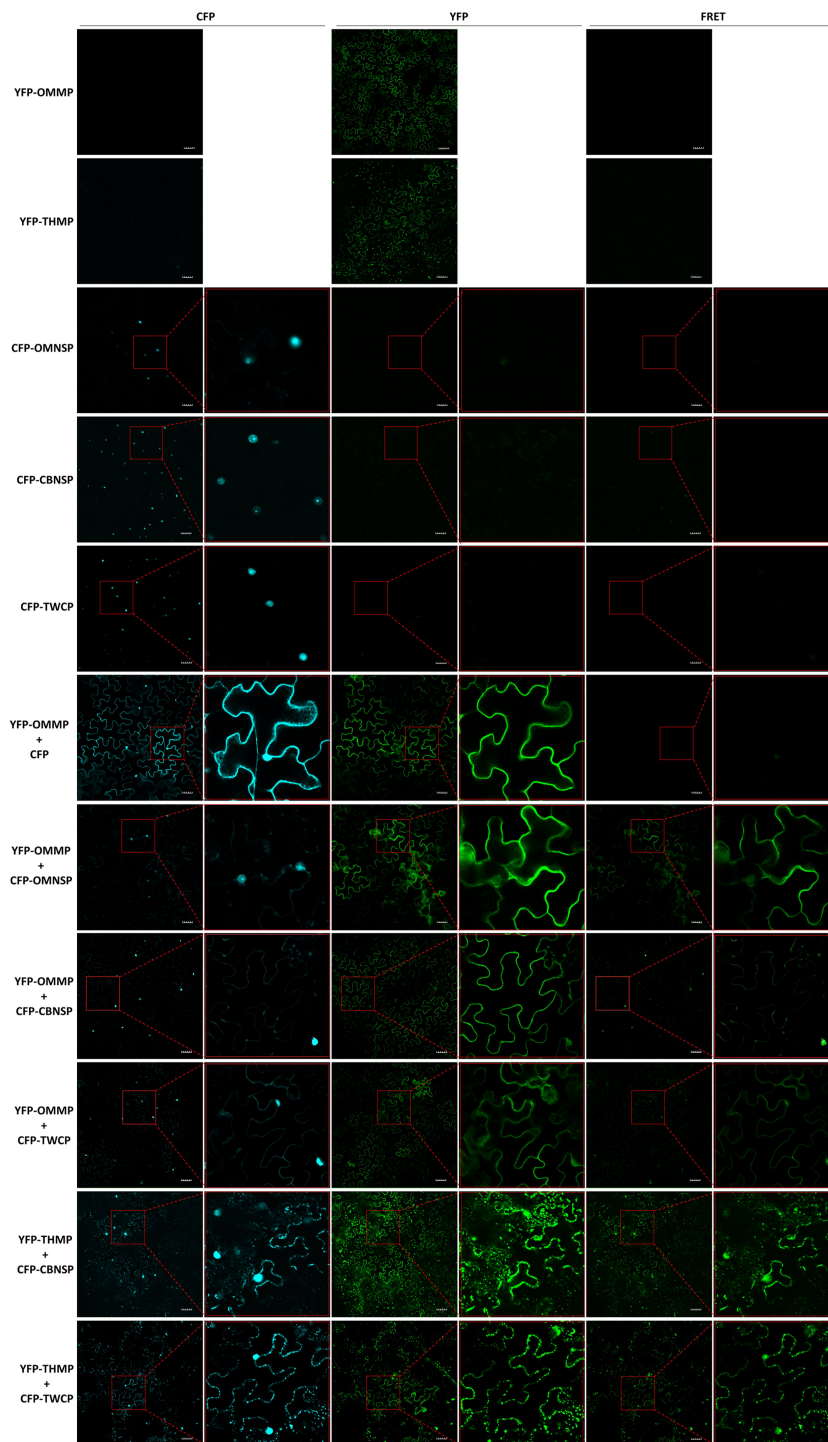 CFP YFP FRET
YFP-OMMP
YFP-THMP
CFP-OMNSP
CFP-CBNSP
CFP-TWCP
YFP-OMMP
+
CFP
YFP-OMMP
+
CFP-OMNSP
YFP-OMMP
+
CFP-CBNSP
YFP-OMMP
+
CFP-TWCP
YFP-THMP
+
CFP-CBNSP
YFP-THMP
+
CFP-TWCP